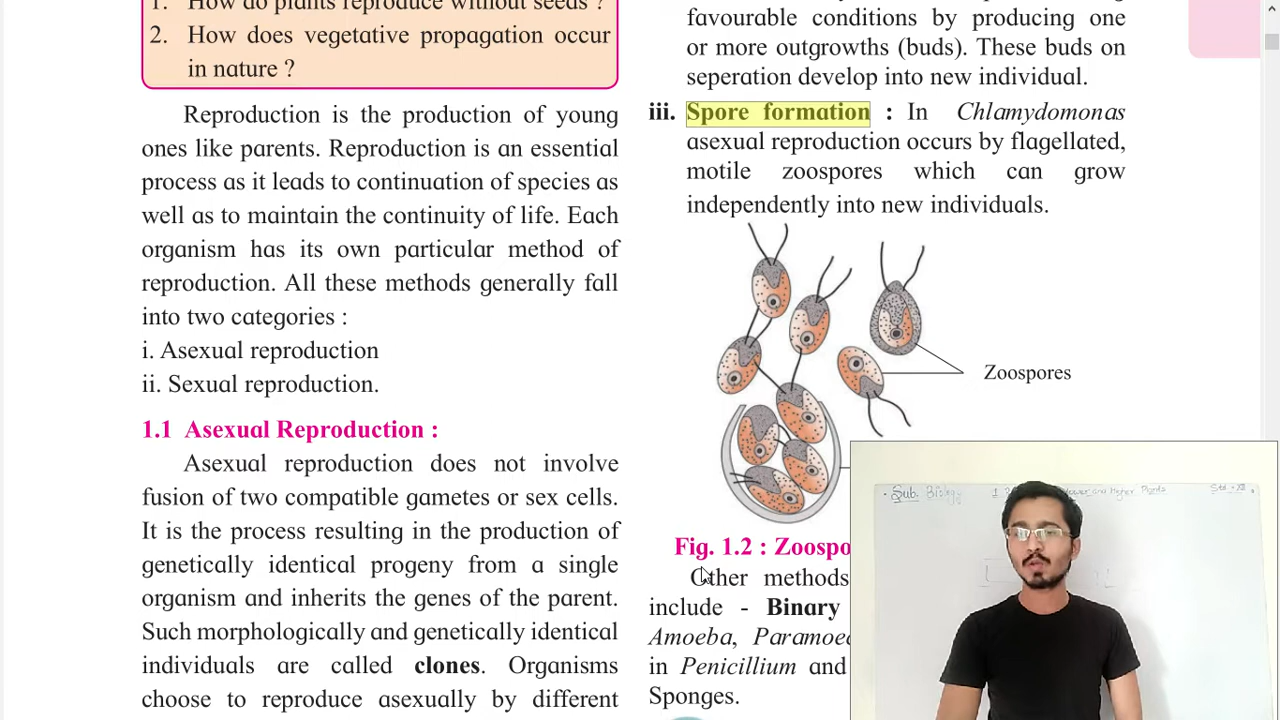 1. How do plants reproduce without seeds ?
2. How does vegetative propagation occur
in nature ?
Reproduction is the production of young
ones like parents. Reproduction is an essential
process as it leads to continuation of species as
well as to maintain the continuity of life. Each
organism has its own particular method of
reproduction. All these methods generally fall
into two categories :
i. Asexual reproduction
ii. Sexual reproduction.
1.1 Asexual Reproduction :
Asexual reproduction does not involve
fusion of two compatible gametes or sex cells.
It is the process resulting in the production of
genetically identical progeny from a single
organism and inherits the genes of the parent.
Such morphologically and genetically identical
individuals are called clones. Organisms
choose to reproduce asexually by different
favourable conditions by producing one
or more outgrowths (buds). These buds on
seperation develop into new individual.
iii. Spore formation : In Chlamydomonas
asexual reproduction occurs by flagellated,
motile zoospores which can grow
independently into new individuals.
Zoospores
Fig. 1.2 : Zoospo
Other methods
include - Binary
Amoeba, Paramoe
in Penicillium and
Sponges.
Sub. Biology
and Higher Plants